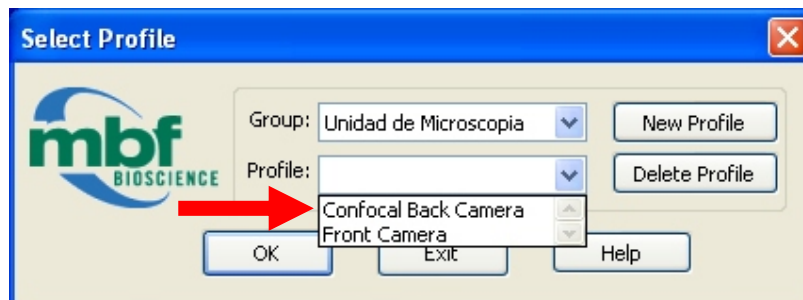 Select Profile
mbf
BIOSCIENCE
Group: Unidad de Microscopia
New Profile
Profile:
Delete Profile
Confocal Back Camera
Front Camera
OK
Exit
Help